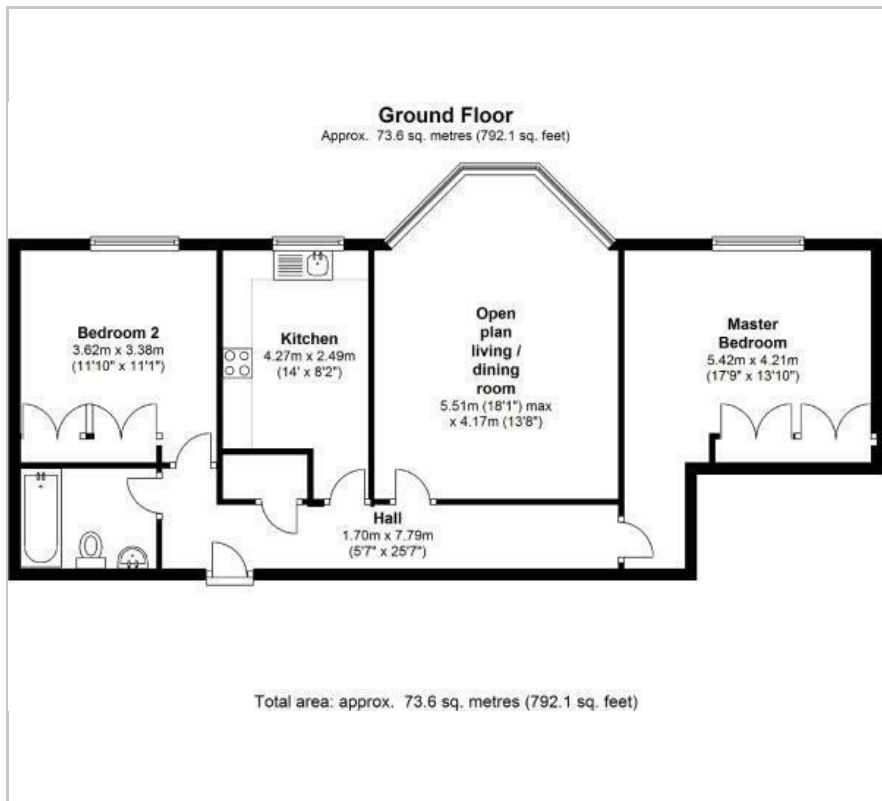 Ground Floor
Approx. 73.6 sq. metres (792.1 sq. feet)
Bedroom 2
3.62m x 3.38m
(11'10" x 11'1")
Kitchen
4.27m x 2.49m
(14' x 8'2")
Open
plan
living /
dining
room
5.51m (18'1") max
x 4.17m (13'8")
Master
Bedroom
5.42m x 4.21m
(17'9" x 13'10")
Hall
1.70m x 7.79m
(5'7" x 25'7")
Total area: approx. 73.6 sq. metres (792.1 sq. feet)